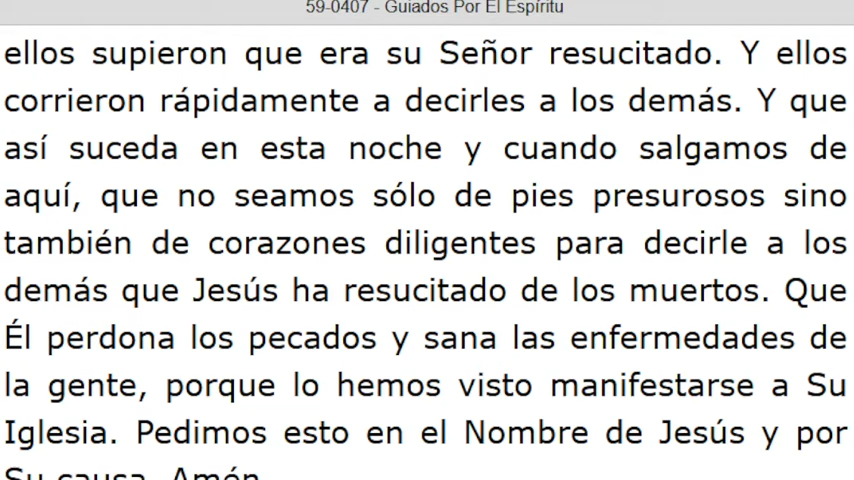 59-0407 - Guiados Por El Espíritu
ellos supieron que era su Señor resucitado. Y ellos
corrieron rápidamente a decirles a los demás. Y que
así suceda en esta noche y cuando salgamos de
aquí, que no seamos sólo de pies presurosos sino
también de corazones diligentes para decirle a los
demás que Jesús ha resucitado de los muertos. Que
Él perdona los pecados y sana las enfermedades de
la gente, porque lo hemos visto manifestarse a Su
Iglesia. Pedimos esto en el Nombre de Jesús y por
Su causa. Amén